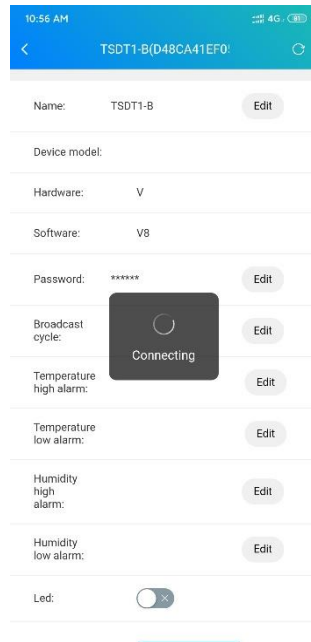 10:56 AM 4G 91
TSDT1-B(D48CA41EF0
Name: TSDT1-B Edit
Device model:
Hardware: V
Software: V8
Password: ****** Edit
Broadcast
cycle: Edit
Connecting
Temperature
high alarm: Edit
Temperature
low alarm: Edit
Humidity
high
alarm: Edit
Humidity
low alarm: Edit
Led: